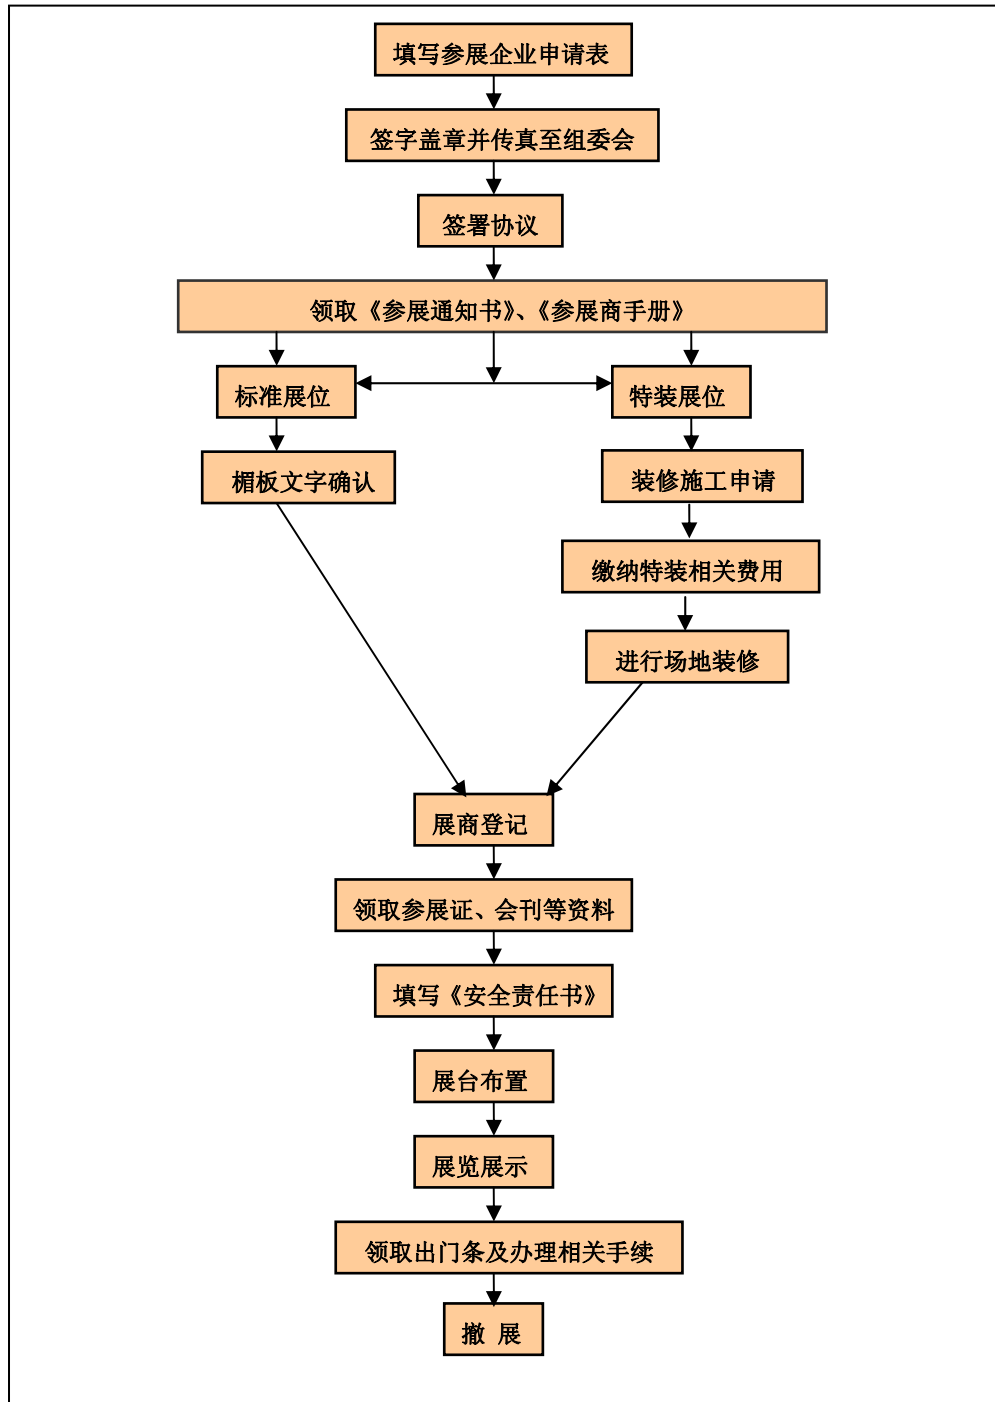 填写参展企业申请表
签字盖章并传真至组委会
签署协议
领取《参展通知书》、《参展商手册》
标准展位
特装展位
楣板文字确认
装修施工申请
缴纳特装相关费用
进行场地装修
展商登记
领取参展证、会刊等资料
填写《安全责任书》
展台布置
展览展示
领取出门条及办理相关手续
撤 展